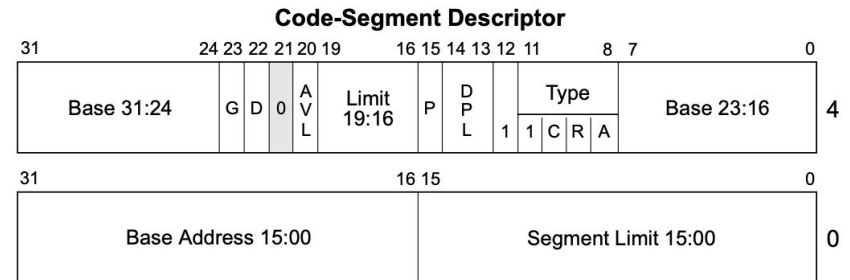 Code-Segment Descriptor
31 24 23 22 21 20 19 16 15 14 13 12 11 8 7 0
Base 31:24 G D 0 AVL Limit 19:16 P DPL 1 Type 1 C R A Base 23:16 4
31 16 15 0
Base Address 15:00 Segment Limit 15:00 0